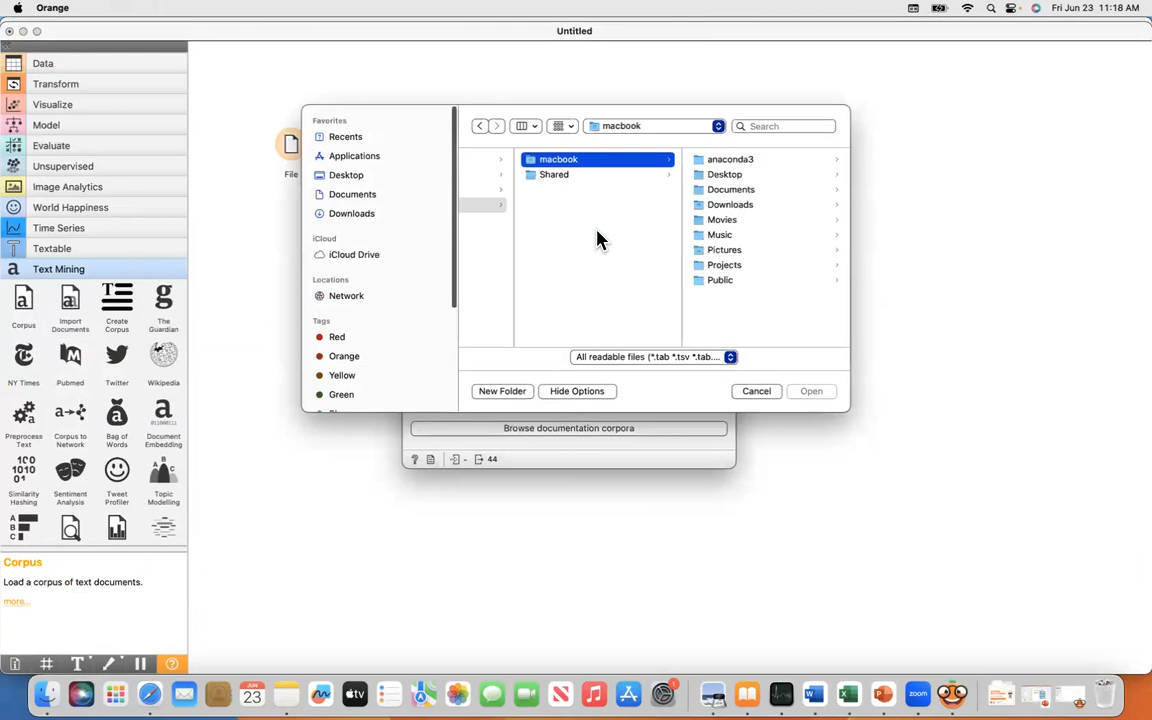 Orange
Fri Jun 23 11:18 AM
Untitled
Data
Transform
Visualize
Model
Evaluate
Unsupervised
Image Analytics
World Happiness
Time Series
Textable
Text Mining
Corpus
Import Documents
Create Corpus
The Guardian
NY Times
Pubmed
Twitter
Wikipedia
Preprocess Text
Corpus to Network
Bag of Words
Document Embedding
Similarity Hashing
Sentiment Analysis
Tweet Profiler
Topic Modelling
Corpus
Load a corpus of text documents.
more...
File
Favorites
Recents
Applications
Desktop
Documents
Downloads
iCloud
iCloud Drive
Locations
Network
Tags
Red
Orange
Yellow
Green
macbook
Search
macbook
Shared
anaconda3
Desktop
Documents
Downloads
Movies
Music
Pictures
Projects
Public
All readable files (*.tab *.tsv *.tab....
New Folder
Hide Options
Cancel
Open
Browse documentation corpora
44